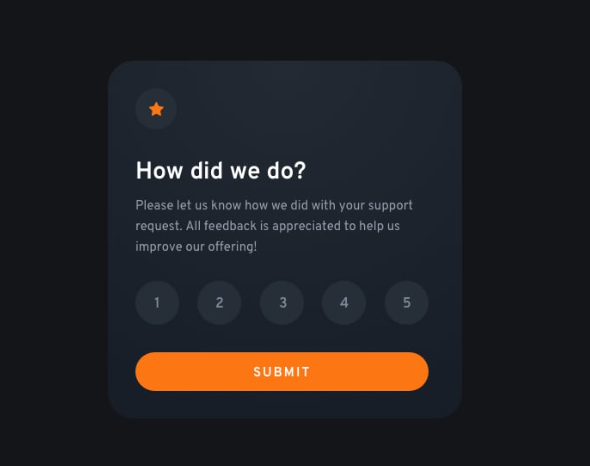 How did we do?
Please let us know how we did with your support
request. All feedback is appreciated to help us
improve our offering!
1 2 3 4 5
SUBMIT